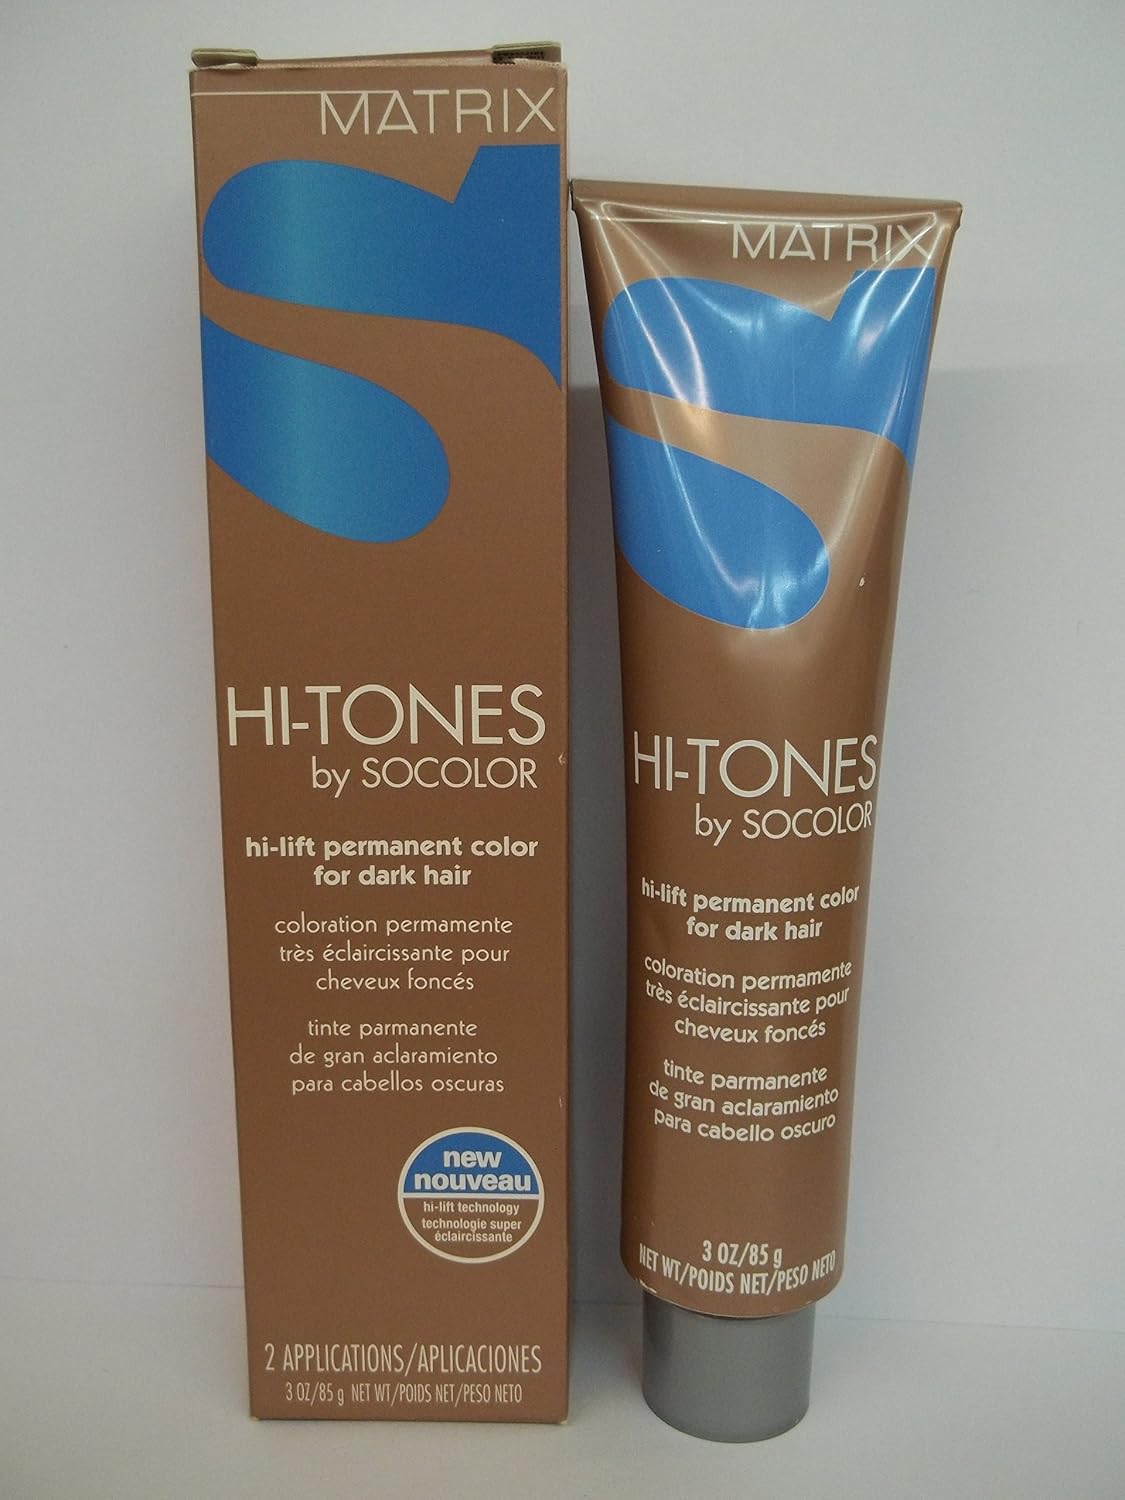 MATRIX
HI-TONES
by SOCOLOR
hi-lift permanent color
for dark hair
coloration permamente
très éclaircissante pour
cheveux foncés
tinte parmanente
de gran aclaramiento
para cabellos oscuras
new
nouveau
hi-lift technology
technologie super
éclaircissante
2 APPLICATIONS/APLICACIONES
3 OZ/85 g NET WT/POIDS NET/PESO NETO
MATRIX
HI-TONES
by SOCOLOR
hi-lift permanent color
for dark hair
coloration permamente
très éclaircissante pour
cheveux foncés
tinte parmanente
de gran aclaramiento
para cabello oscuro
3 OZ/85 g
NET WT/POIDS NET/PESO NETO